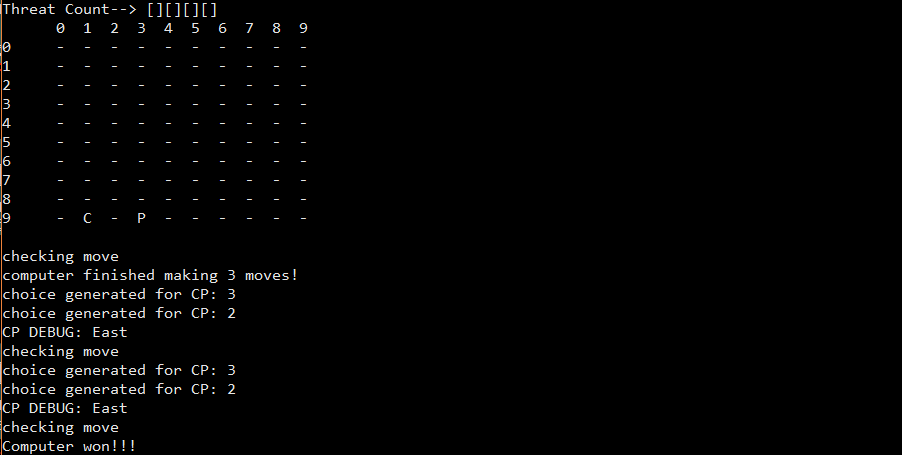 Threat Count--> [][][][]
      0  1  2  3  4  5  6  7  8  9
0     -  -  -  -  -  -  -  -  -  -
1     -  -  -  -  -  -  -  -  -  -
2     -  -  -  -  -  -  -  -  -  -
3     -  -  -  -  -  -  -  -  -  -
4     -  -  -  -  -  -  -  -  -  -
5     -  -  -  -  -  -  -  -  -  -
6     -  -  -  -  -  -  -  -  -  -
7     -  -  -  -  -  -  -  -  -  -
8     -  -  -  -  -  -  -  -  -  -
9     -  C  -  P  -  -  -  -  -  -
checking move
computer finished making 3 moves!
choice generated for CP: 3
choice generated for CP: 2
CP DEBUG: East
checking move
choice generated for CP: 3
choice generated for CP: 2
CP DEBUG: East
checking move
Computer won!!!